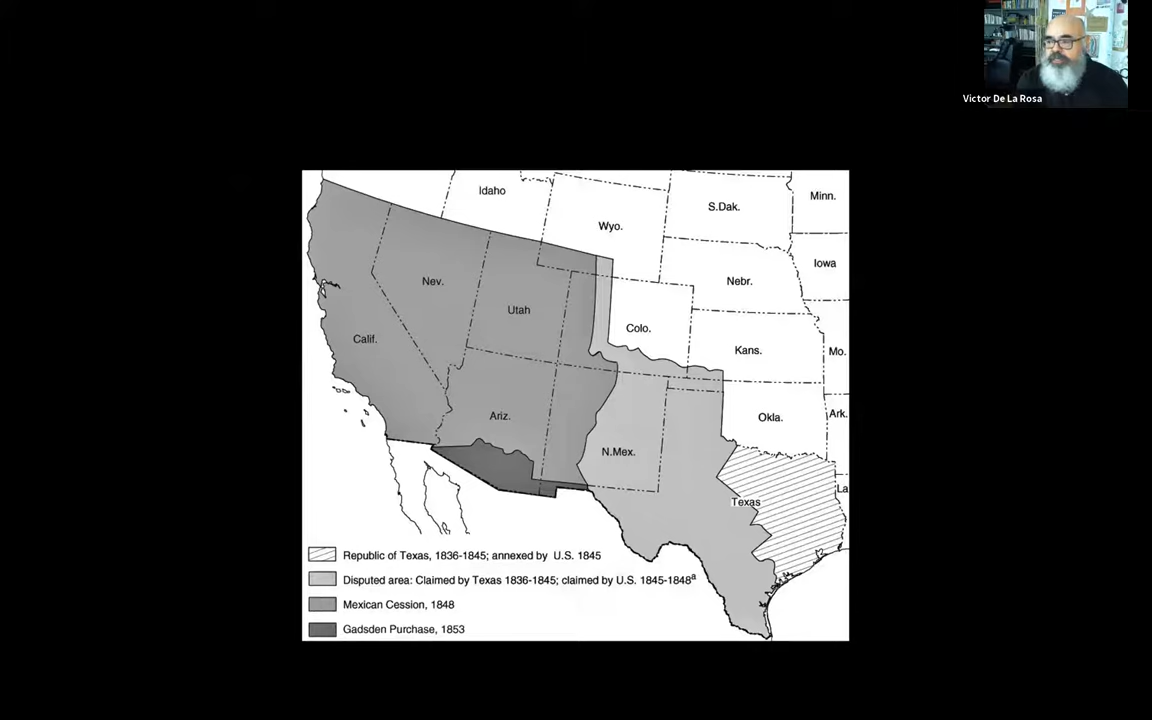 Victor De La Rosa
Idaho
Wyo.
S.Dak.
Minn.
Iowa
Nebr.
Nev.
Utah
Colo.
Kans.
Mo.
Calif.
Ariz.
N.Mex.
Okla.
Ark.
La
Texas
Republic of Texas, 1836-1845; annexed by U.S. 1845
Disputed area: Claimed by Texas 1836-1845; claimed by U.S. 1845-1848a
Mexican Cession, 1848
Gadsden Purchase, 1853